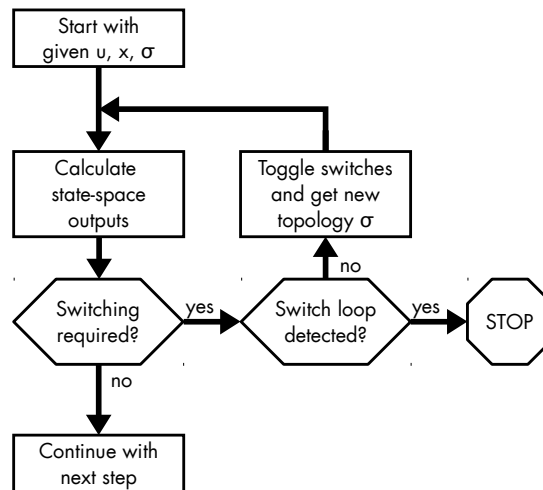 Start with
given u, x, σ
Calculate
state-space
outputs
Toggle switches
and get new
topology σ
no
Switching
required?
yes
Switch loop
detected?
yes
STOP
no
Continue with
next step